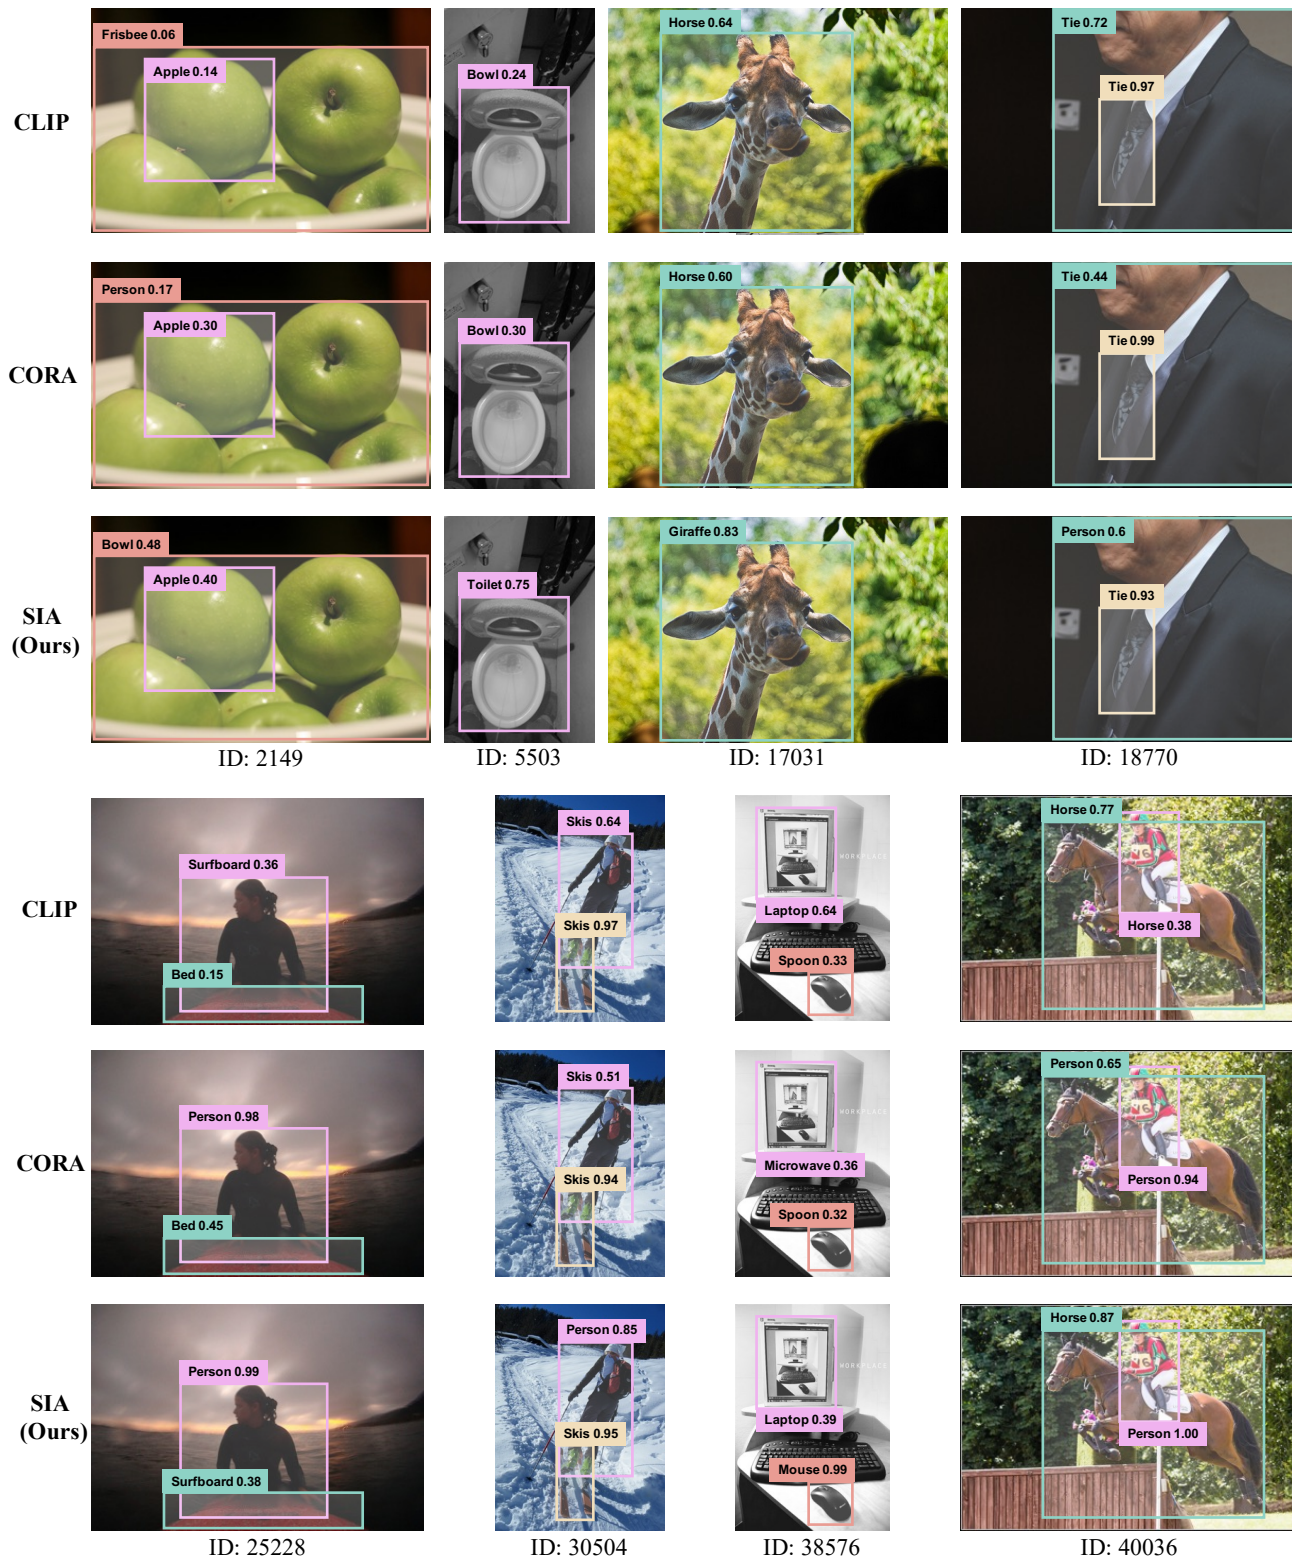 CLIP
Frisbee 0.06
Apple 0.14
Bowl 0.24
Horse 0.64
Tie 0.72
Tie 0.97
CORA
Person 0.17
Apple 0.30
Bowl 0.30
Horse 0.60
Tie 0.44
Tie 0.99
SIA
(Ours)
Bowl 0.48
Apple 0.40
Toilet 0.75
Giraffe 0.83
Person 0.6
Tie 0.93
ID: 2149
ID: 5503
ID: 17031
ID: 18770
CLIP
Surfboard 0.36
Bed 0.15
Skis 0.64
Skis 0.97
WORKPLACE
Laptop 0.64
Spoon 0.33
Horse 0.77
Horse 0.38
CORA
Person 0.98
Bed 0.45
Skis 0.51
Skis 0.94
WORKPLACE
Microwave 0.36
Spoon 0.32
Person 0.65
Person 0.94
SIA
(Ours)
Person 0.99
Surfboard 0.38
Person 0.85
Skis 0.95
WORKPLACE
Laptop 0.39
Mouse 0.99
Horse 0.87
Person 1.00
ID: 25228
ID: 30504
ID: 38576
ID: 40036